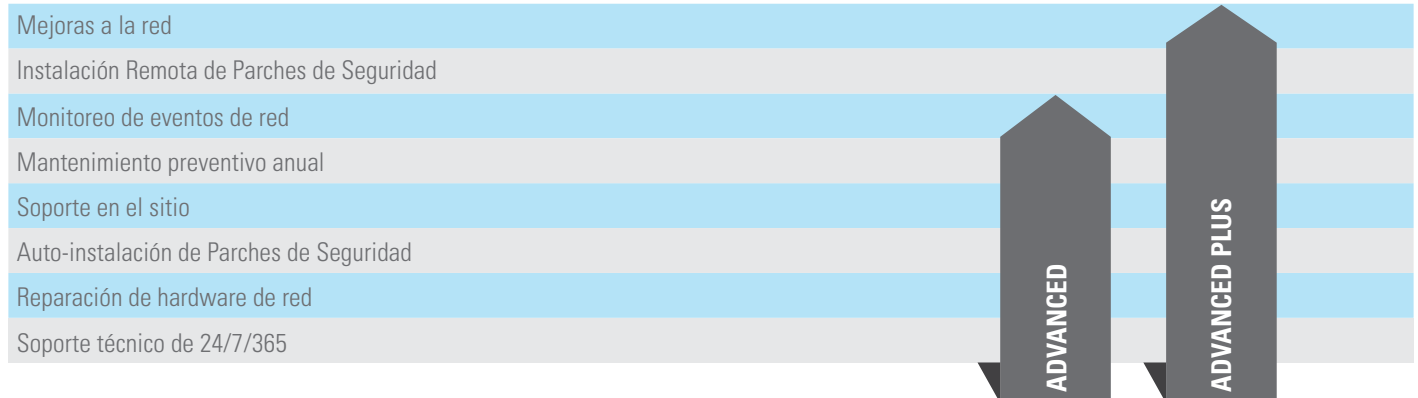 Mejoras a la red
Instalación Remota de Parches de Seguridad
Monitoreo de eventos de red
Mantenimiento preventivo anual
Soporte en el sitio
Auto-instalación de Parches de Seguridad
Reparación de hardware de red
Soporte técnico de 24/7/365
ADVANCED
ADVANCED PLUS